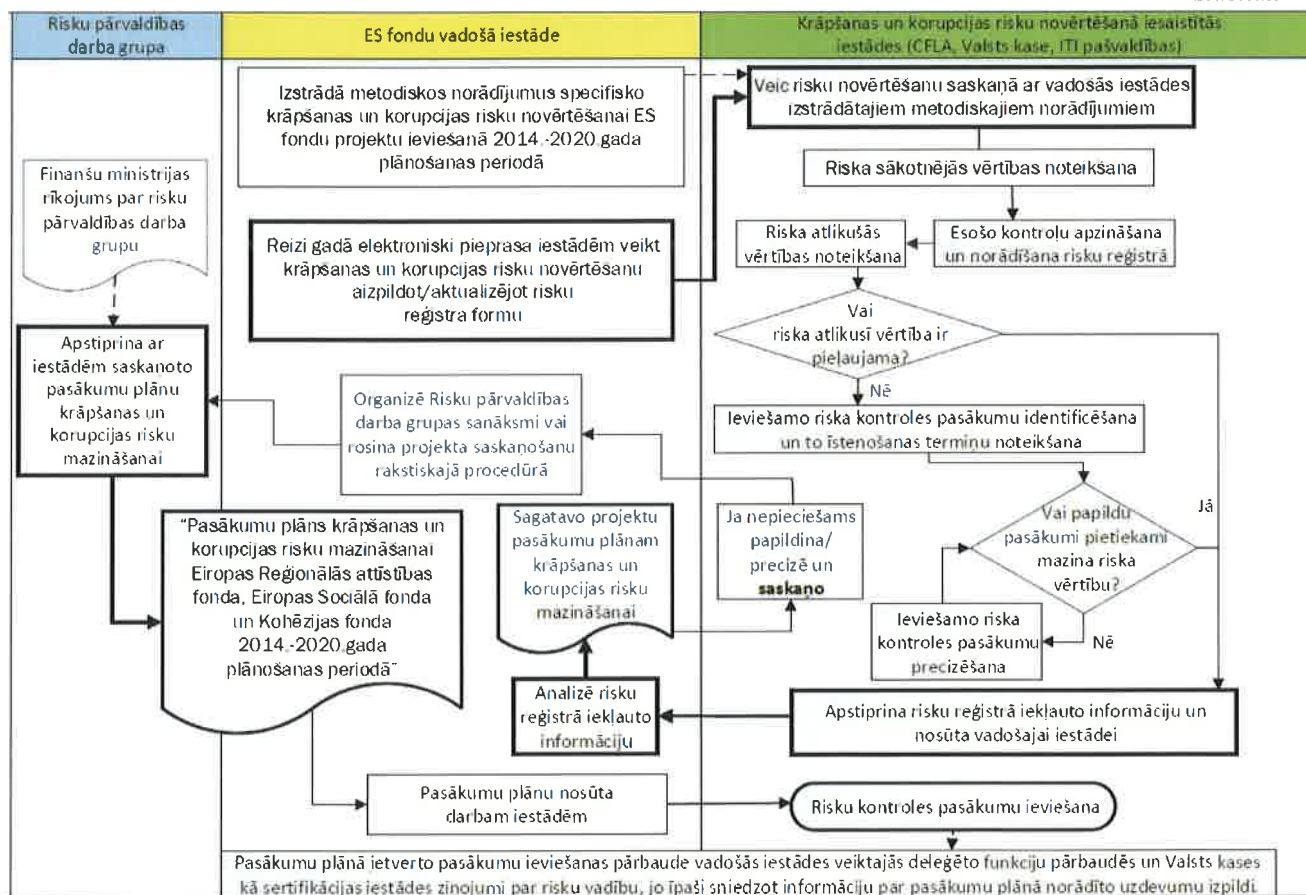 Risku pārvaldības
darba grupa
ES fondu vadošā iestāde
Krāpšanas un korupcijas risku novērtēšanā iesaistītās
iestādes (CFLA, Valsts kase, ITI pašvaldības)
Finanšu ministrijas
rīkojums par risku
pārvaldības darba
grupu
Apstiprina ar
iestādēm saskaņoto
pasākumu plānu
krāpšanas un
korupcijas risku
mazināšanai
Izstrādā metodiskos norādījumus specifisko
krāpšanas un korupcijas risku novērtēšanai ES
fondu projektu ieviešanā 2014.-2020.gada
plānošanas periodā
Reizi gadā elektroniski pieprasa iestādēm veikt
krāpšanas un korupcijas risku novērtēšanu
aizpildot/aktualizējot risku
reģistra formu
Organizē Risku pārvaldības
darba grupas sanāksmi vai
rosina projekta saskaņošanu
rakstiskajā procedūrā
"Pasākumu plāns krāpšanas un
korupcijas risku mazināšanai
Eiropas Reģionālās attīstības
fonda, Eiropas Sociālā fonda
un Kohēzijas fonda
2014.-2020.gada
plānošanas periodā"
Sagatavo projektu
pasākumu plānam
krāpšanas un
korupcijas risku
mazināšanai
Analizē risku
reģistrā iekļauto
informāciju
Pasākumu plānu nosūta
darbam iestādēm
Veic risku novērtēšanu saskaņā ar vadošās iestādes
izstrādātajiem metodiskajiem norādījumiem
Riska sākotnējās vērtības noteikšana
Esošo kontroļu apzināšana
un norādīšana risku reģistrā
Riska atlikušās
vērtības noteikšana
Vai
riska atlikusī vērtība ir
pieļaujama?
Nē
Ieviešamo riska kontroles pasākumu identificēšana
un to īstenošanas termiņu noteikšana
Vai papildu
pasākumi pietiekami
mazina riska
vērtību?
Jā
Nē
Ieviešamo riska
kontroles pasākumu
precizēšana
Ja nepieciešams
papildina/
precizē un
saskaņo
Apstiprina risku reģistrā iekļauto informāciju un
nosūta vadošajai iestādei
Risku kontroles pasākumu ieviešana
Pasākumu plānā ietverto pasākumu ieviešanas pārbaude vadošās iestādes veiktajās deleģēto funkciju pārbaudēs un Valsts kases
kā sertifikācijas iestādes ziņojumi par risku vadību, jo īpaši sniedzot informāciju par pasākumu plānā norādīto uzdevumu izpildi.